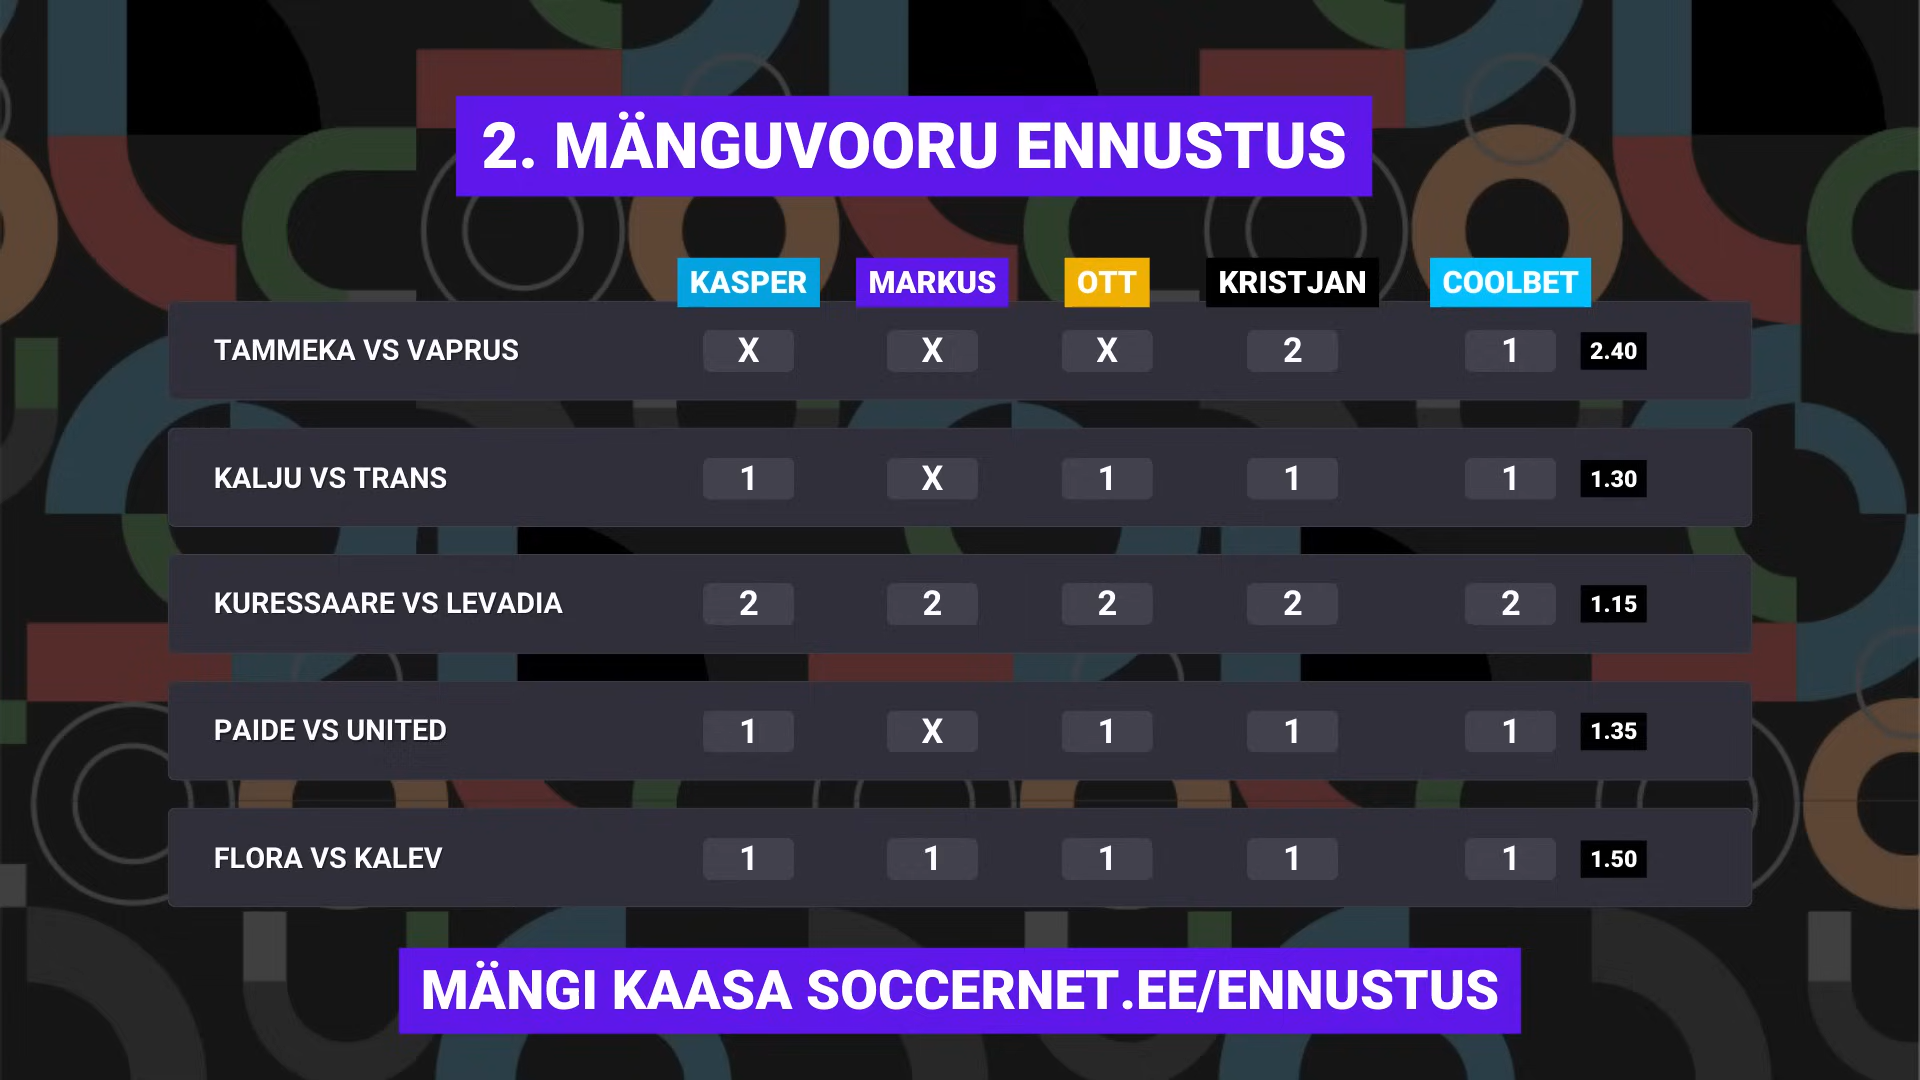 2. MÄNGUVOORU ENNUSTUS
KASPER MARKUS OTT KRISTJAN COOLBET
TAMMEKA VS VAPRUS X X X 2 1 2.40
KALJU VS TRANS 1 X 1 1 1 1.30
KURESSAARE VS LEVADIA 2 2 2 2 2 1.15
PAIDE VS UNITED 1 X 1 1 1 1.35
FLORA VS KALEV 1 1 1 1 1 1.50
MÄNGI KAASA SOCCERNET.EE/ENNUSTUS